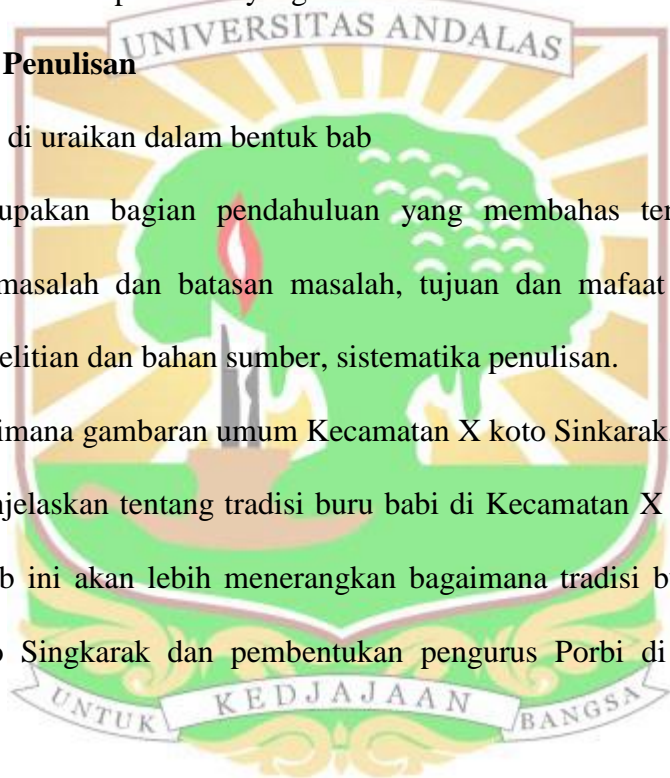 UNIVERSITAS ANDALAS
Penulisan
di uraikan dalam bentuk bab
upakan bagian pendahuluan yang membahas ter
masalah dan batasan masalah, tujuan dan mafaat
elitian dan bahan sumber, sistematika penulisan.
imana gambaran umum Kecamatan X koto Sinkarak
njelaskan tentang tradisi buru babi di Kecamatan X
b ini akan lebih menerangkan bagaimana tradisi b
Singkarak dan pembentukan pengurus Porbi di
UNTUK KEDJAJAAN BANGSA